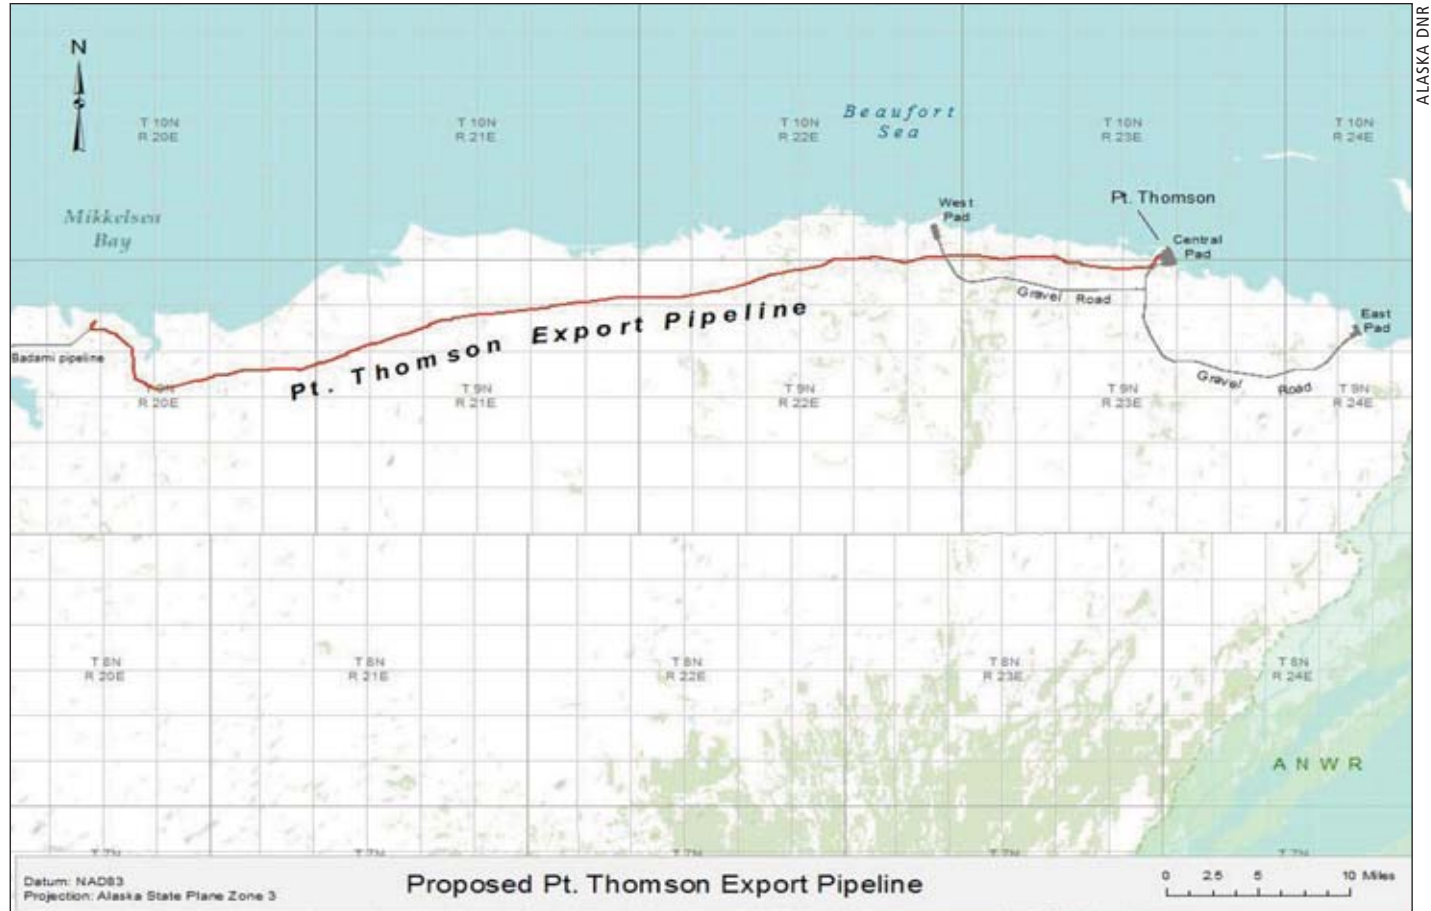 ALASKA DNR
N
Beaufort
Sea
T 10N
R 20E
T 10N
R 21E
T 10N
R 22E
T 10N
R 23E
T 10N
R 24E
Mikkelsen
Bay
West
Pad
Pt. Thomson
Central
Pad
Gravel Road
East
Pad
Badami pipeline
Pt. Thomson Export Pipeline
Gravel Road
R 20E
T 9N
R 21E
T 9N
R 22E
T 9N
R 23E
T 9N
R 24E
T 8N
R 20E
T 8N
R 21E
T 8N
R 22E
T 8N
R 23E
T 8N
R 24E
ANWR
Datum: NAD83
Projection: Alaska State Plane Zone 3
Proposed Pt. Thomson Export Pipeline
0 2.5 5 10 Miles